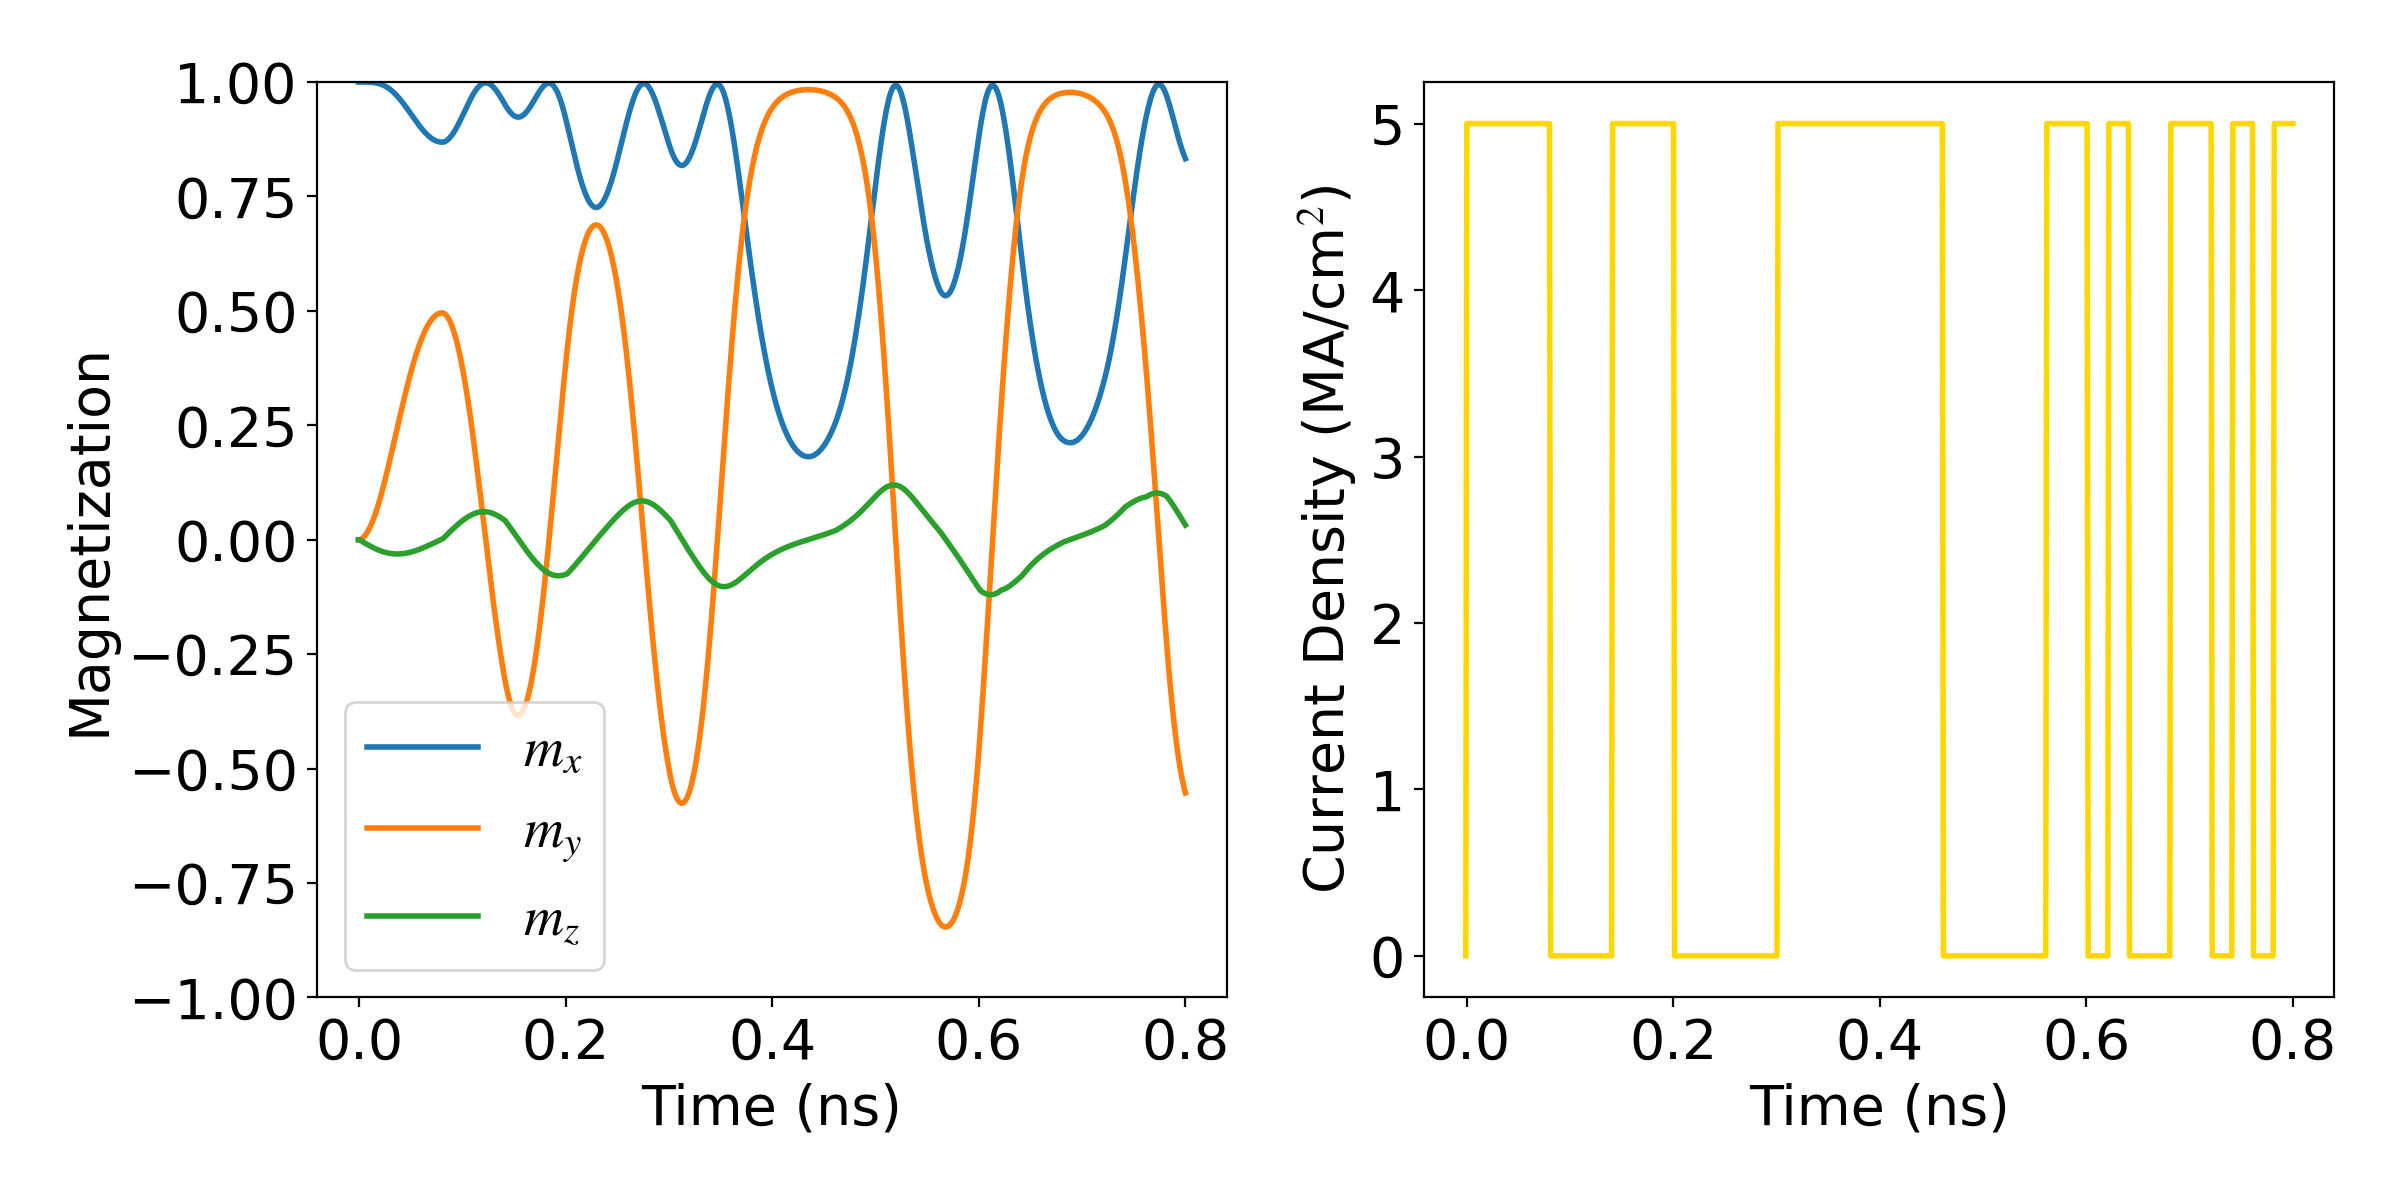 1.00
0.75
0.50
0.25
0.00
−0.25
−0.50
−0.75
−1.00
Magnetization
m_x
m_y
m_z
0.0 0.2 0.4 0.6 0.8
Time (ns)
5
4
3
2
1
0
Current Density (MA/cm²)
0.0 0.2 0.4 0.6 0.8
Time (ns)